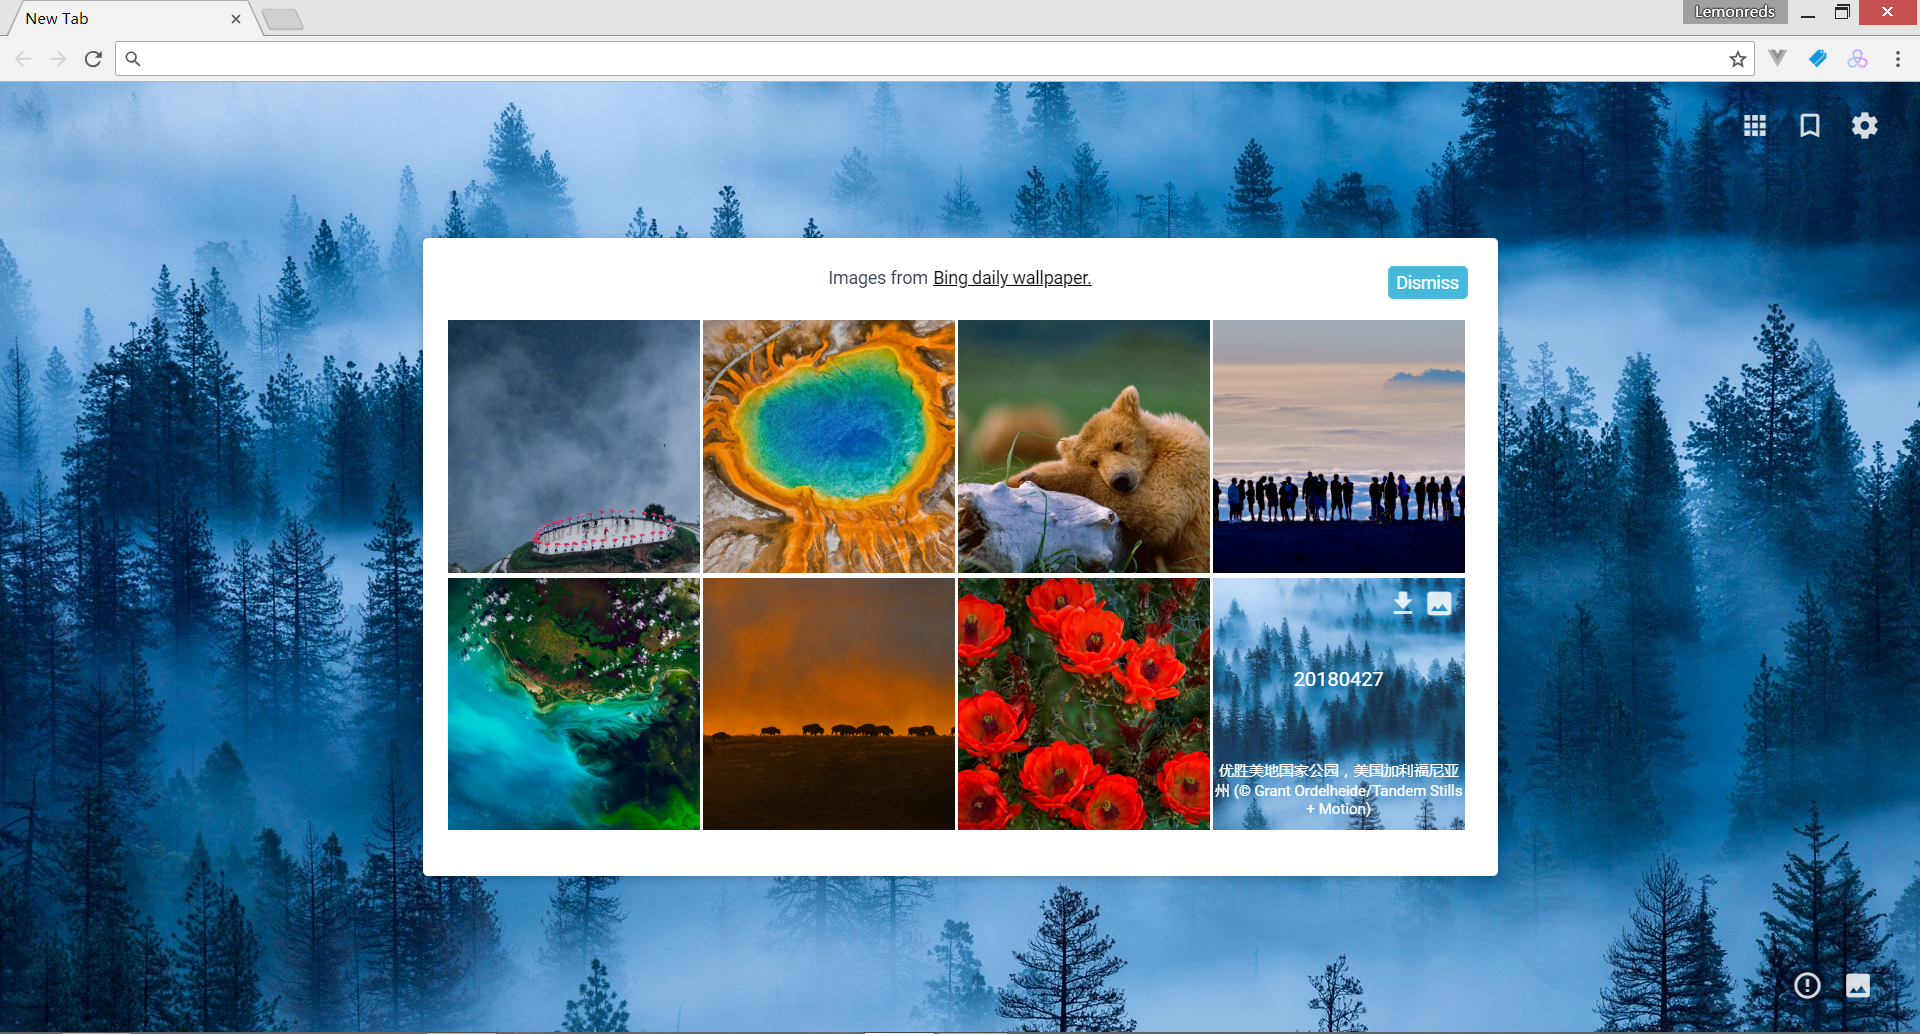 New Tab
Lemonreds
Images from Bing daily wallpaper.
Dismiss
20180427
优胜美地国家公园，美国加利福尼亚
州 (© Grant Ordelheide/Tandem Stills
+ Motion)